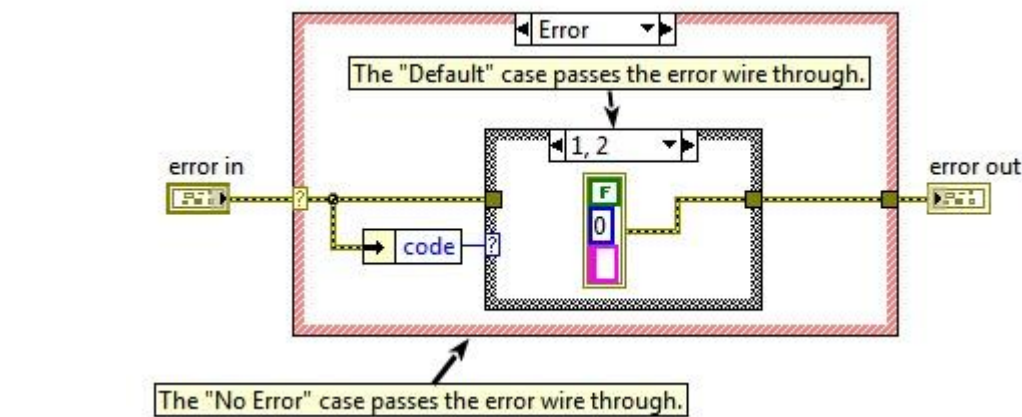 Error
The "Default" case passes the error wire through.
1, 2
error in
error out
F
?
0
code
?
The "No Error" case passes the error wire through.